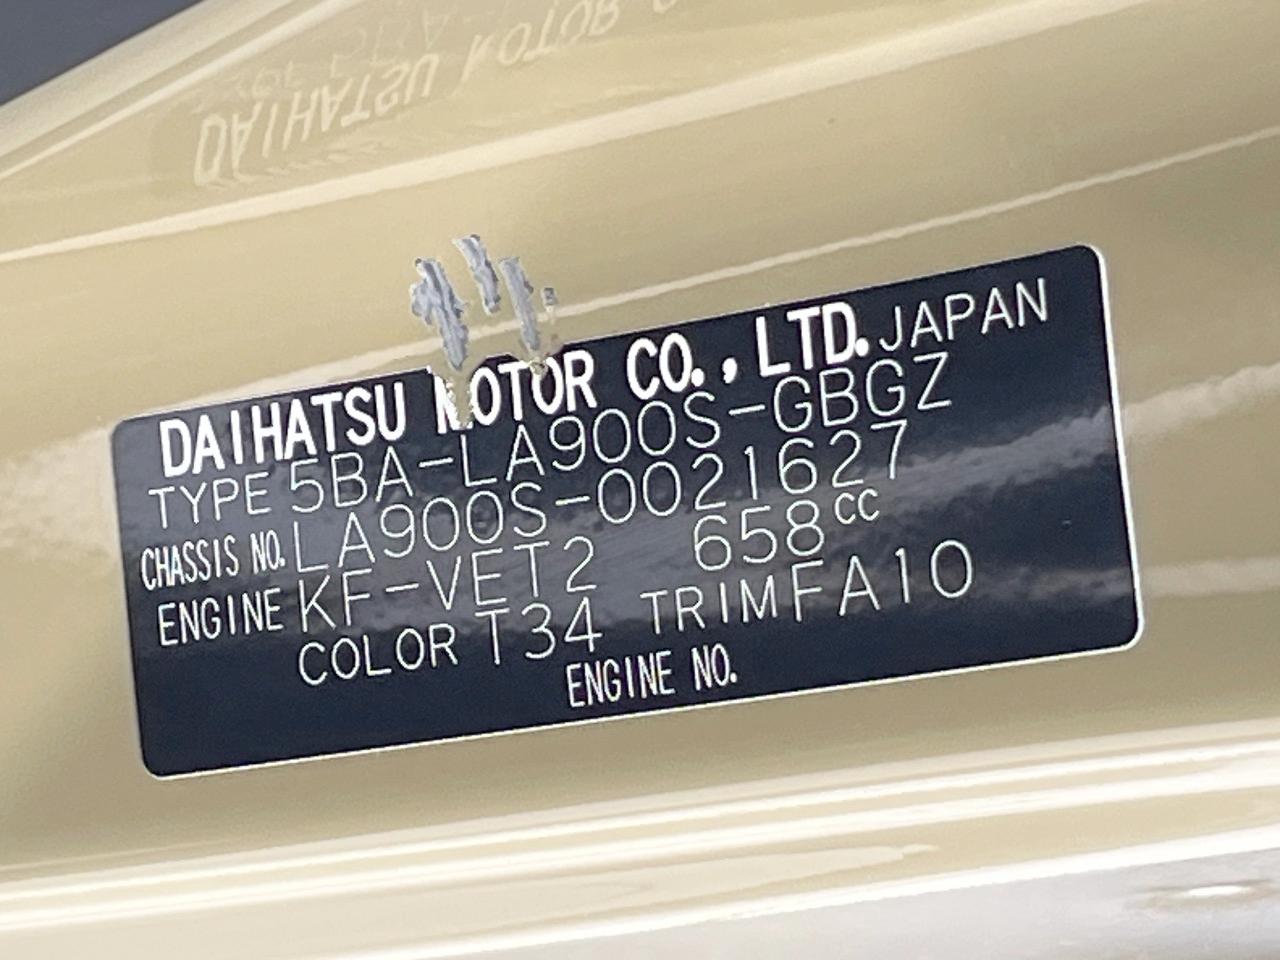 DAIHATSU MOTOR CO., LTD. JAPAN
TYPE 5BA-LA900S-GBGZ
CHASSIS NO. LA900S-0021627
ENGINE KF-VET2 658cc
COLOR T34 TRIM FA10
ENGINE NO.